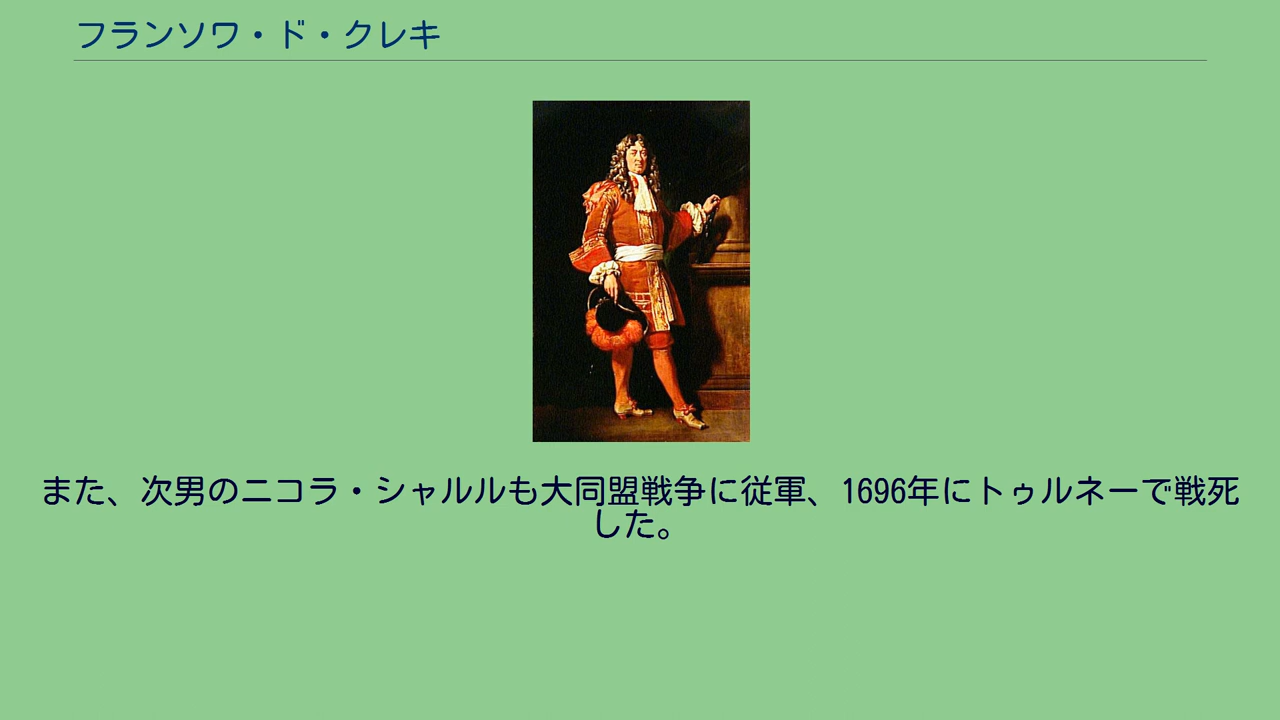 フランソワ・ド・クレキ
また、次男のニコラ・シャルルも大同盟戦争に従軍、1696年にトゥルネーで戦死
した。